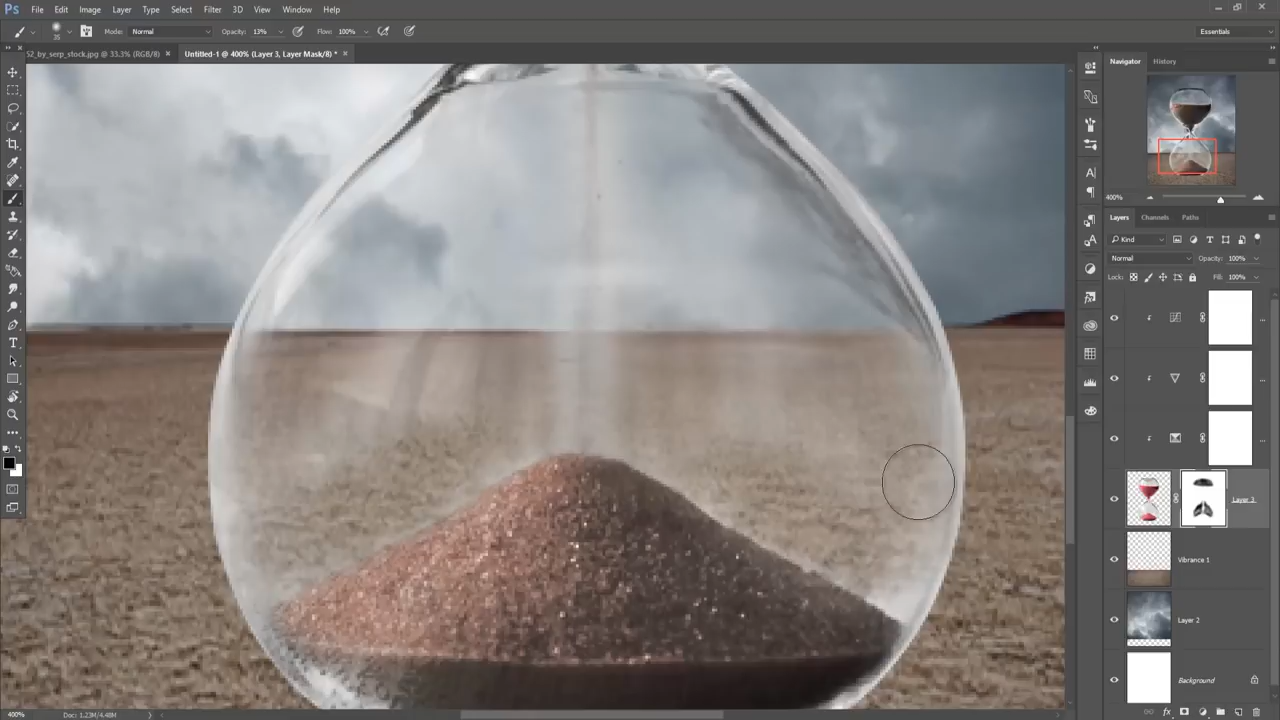 Ps File Edit Image Layer Type Select Filter 3D View Window Help
35 Mode: Normal Opacity: 13% Flow: 100% Essentials
52_by_serp_stock.jpg @ 33.3% (RGB/8) × Untitled-1 @ 400% (Layer 3, Layer Mask/8) * ×
Navigator History
400%
Layers Channels Paths
Kind
Normal Opacity: 100%
Lock: Fill: 100%
Layer 3
Vibrance 1
Layer 2
Background
400% Doc: 1.23M/4.48M